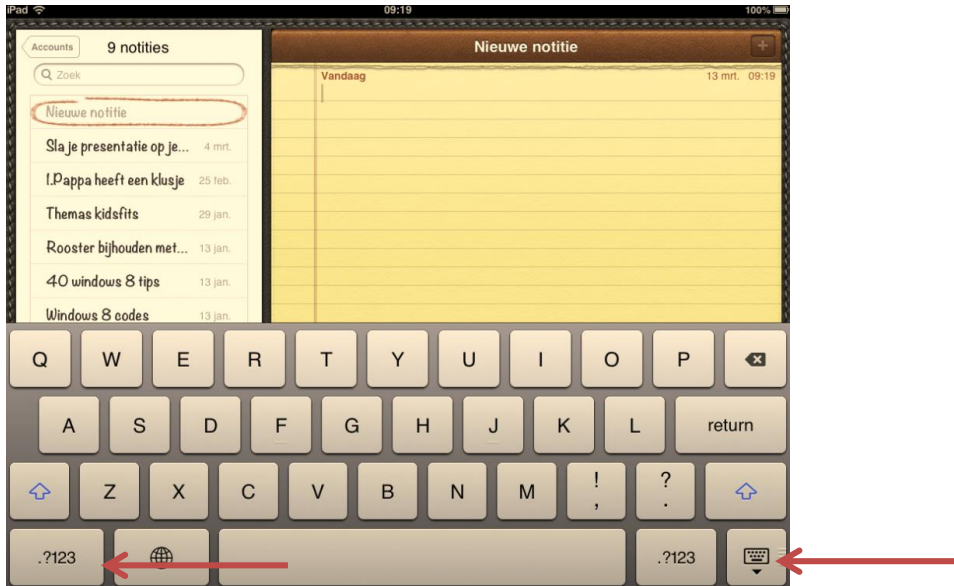 iPad 09:19 100%
Accounts 9 notities
Nieuwe notitie
Zoek
Vandaag 13 mrt. 09:19
Nieuwe notitie
Sla je presentatie op je... 4 mrt.
1.Pappa heeft een klusje 25 feb.
Themas kidsfits 29 jan.
Rooster bijhouden met... 13 jan.
40 windows 8 tips 13 jan.
Windows 8 codes 13 jan.
Q W E R T Y U I O P
A S D F G H J K L return
Z X C V B N M ! , ? .
.?123 .?123